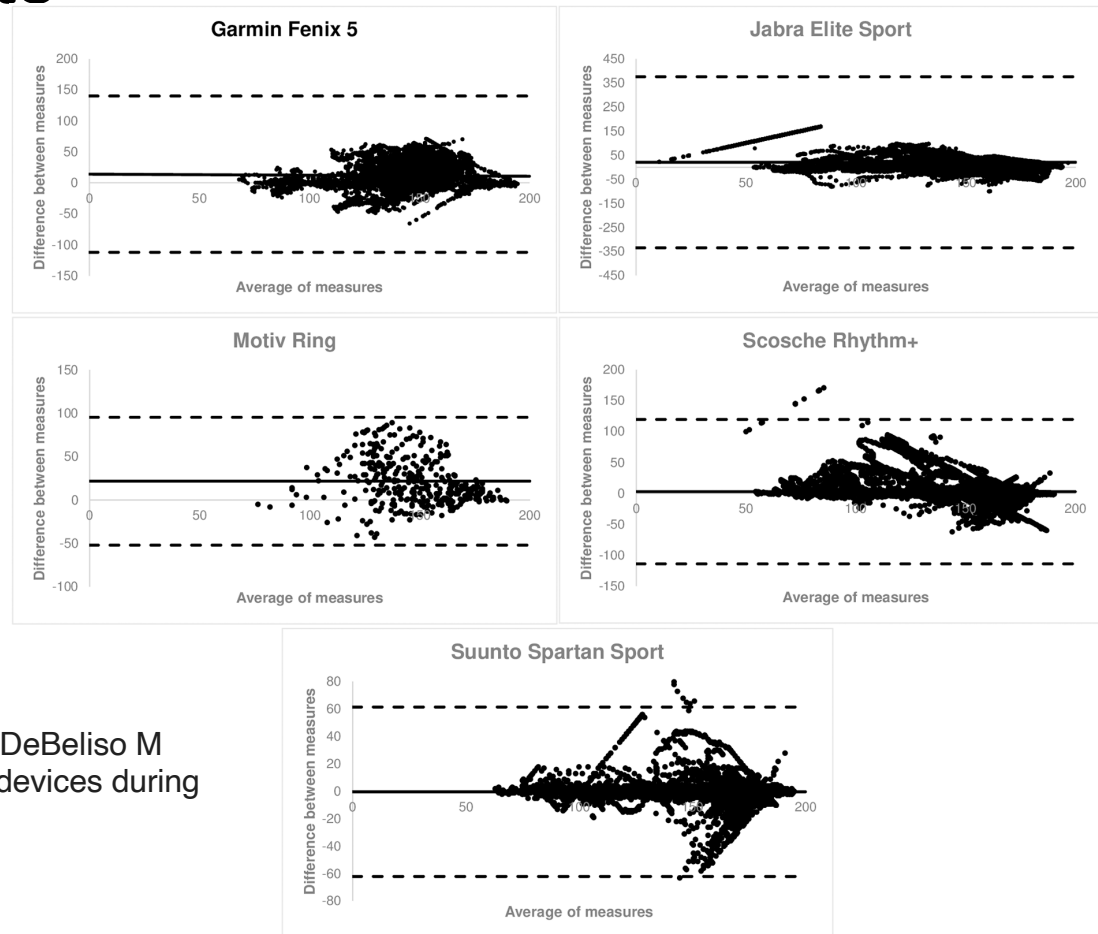 Garmin Fenix 5
200
150
100
50
0
-50
-100
-150
0 50 100 150 200
Difference between measures
Average of measures
Jabra Elite Sport
450
350
250
150
50
-50
-150
-250
-350
-450
0 50 100 150 200
Difference between measures
Average of measures
Motiv Ring
150
100
50
0
-50
-100
0 50 100 150 200
Difference between measures
Average of measures
Scosche Rhythm+
200
150
100
50
0
-50
-100
-150
0 50 100 150 200
Difference between measures
Average of measures
Suunto Spartan Sport
80
60
40
20
0
-20
-40
-60
-80
0 50 100 150 200
Difference between measures
Average of measures
DeBeliso M
devices during